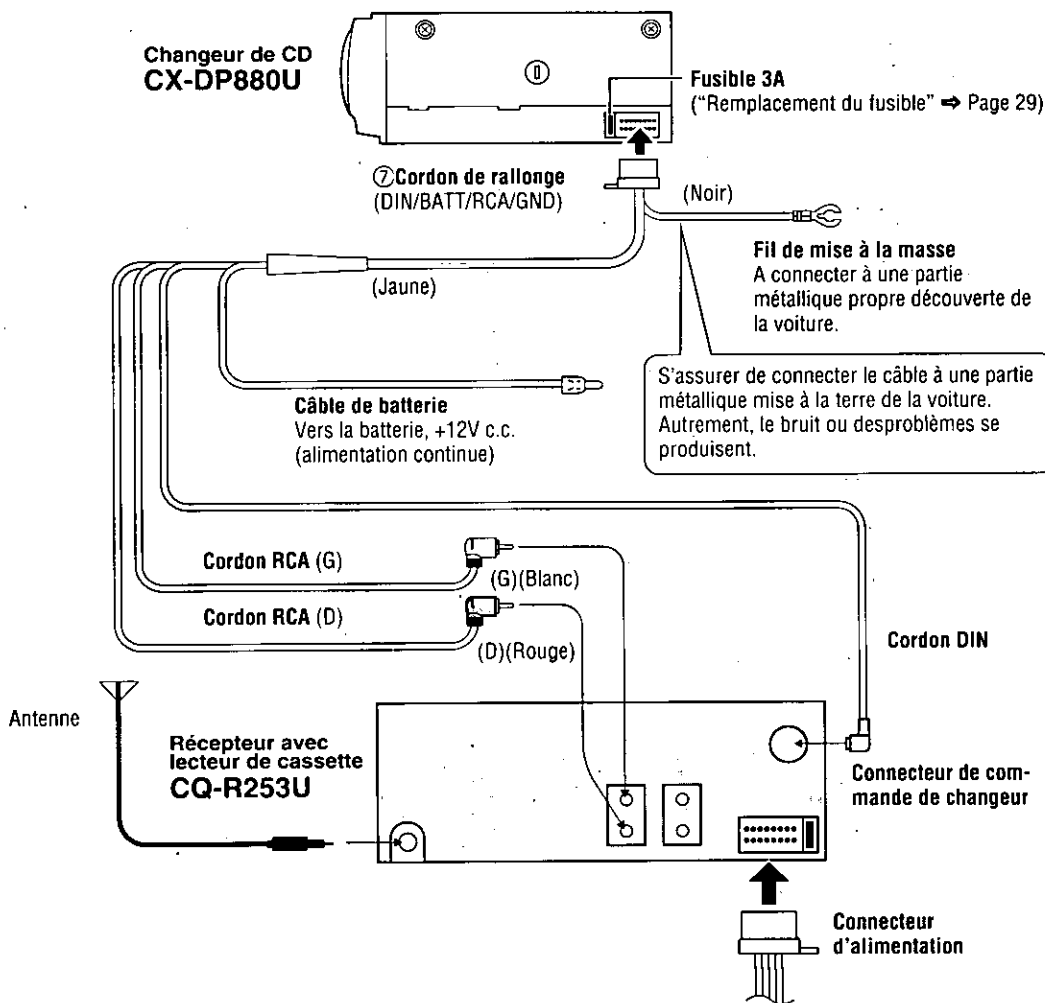 Changeur de CD
CX-DP880U
Fusible 3A
("Remplacement du fusible" ➡ Page 29)
⑦Cordon de rallonge
(DIN/BATT/RCA/GND)
(Noir)
Fil de mise à la masse
A connecter à une partie
métallique propre découverte de
la voiture.
(Jaune)
S'assurer de connecter le câble à une partie
métallique mise à la terre de la voiture.
Autrement, le bruit ou desproblèmes se
produisent.
Câble de batterie
Vers la batterie, +12V c.c.
(alimentation continue)
Cordon RCA (G)
(G)(Blanc)
Cordon RCA (D)
(D)(Rouge)
Cordon DIN
Antenne
Récepteur avec
lecteur de cassette
CQ-R253U
Connecteur de com-
mande de changeur
Connecteur
d'alimentation